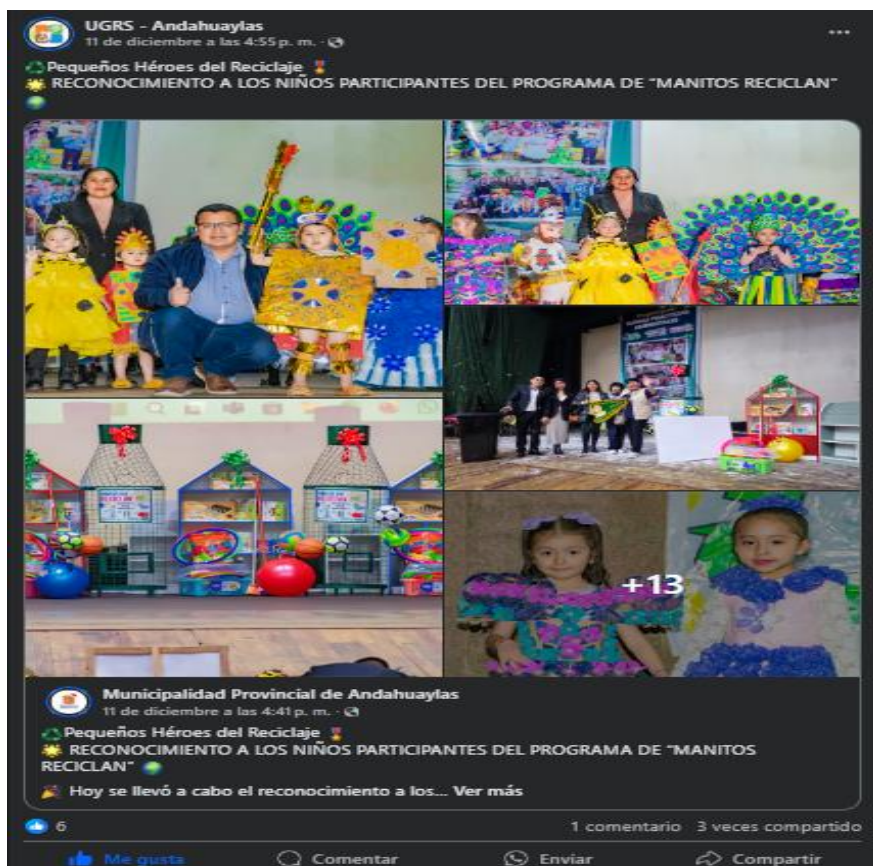 UGRS - Andahuaylas
11 de diciembre a las 4:55 p. m. ·
Pequeños Héroes del Reciclaje
RECONOCIMIENTO A LOS NIÑOS PARTICIPANTES DEL PROGRAMA DE "MANITOS RECICLAN"
+13
Municipalidad Provincial de Andahuaylas
11 de diciembre a las 4:41 p. m. ·
Pequeños Héroes del Reciclaje
RECONOCIMIENTO A LOS NIÑOS PARTICIPANTES DEL PROGRAMA DE "MANITOS
RECICLAN"
Hoy se llevó a cabo el reconocimiento a los... Ver más
6
1 comentario 3 veces compartido
Me gusta
Comentar
Enviar
Compartir